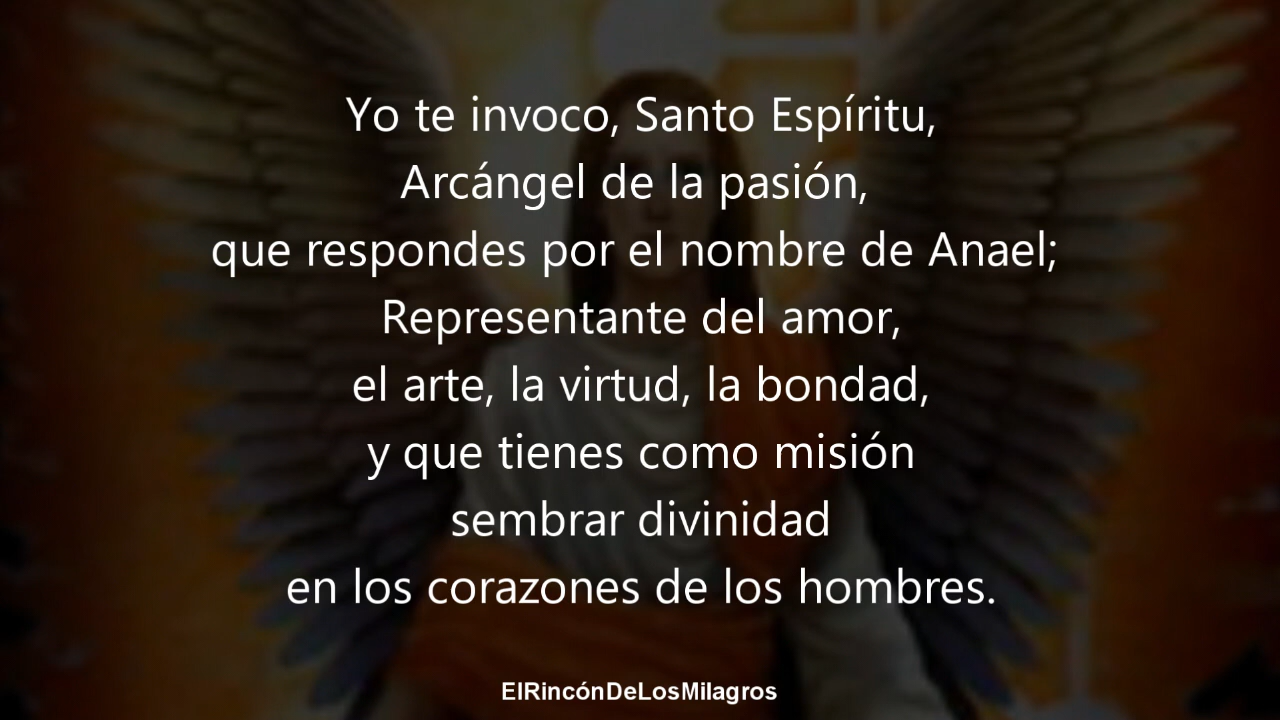 Yo te invoco, Santo Espíritu,
Arcángel de la pasión,
que respondes por el nombre de Anael;
Representante del amor,
el arte, la virtud, la bondad,
y que tienes como misión
sembrar divinidad
en los corazones de los hombres.
ElRincónDeLosMilagros